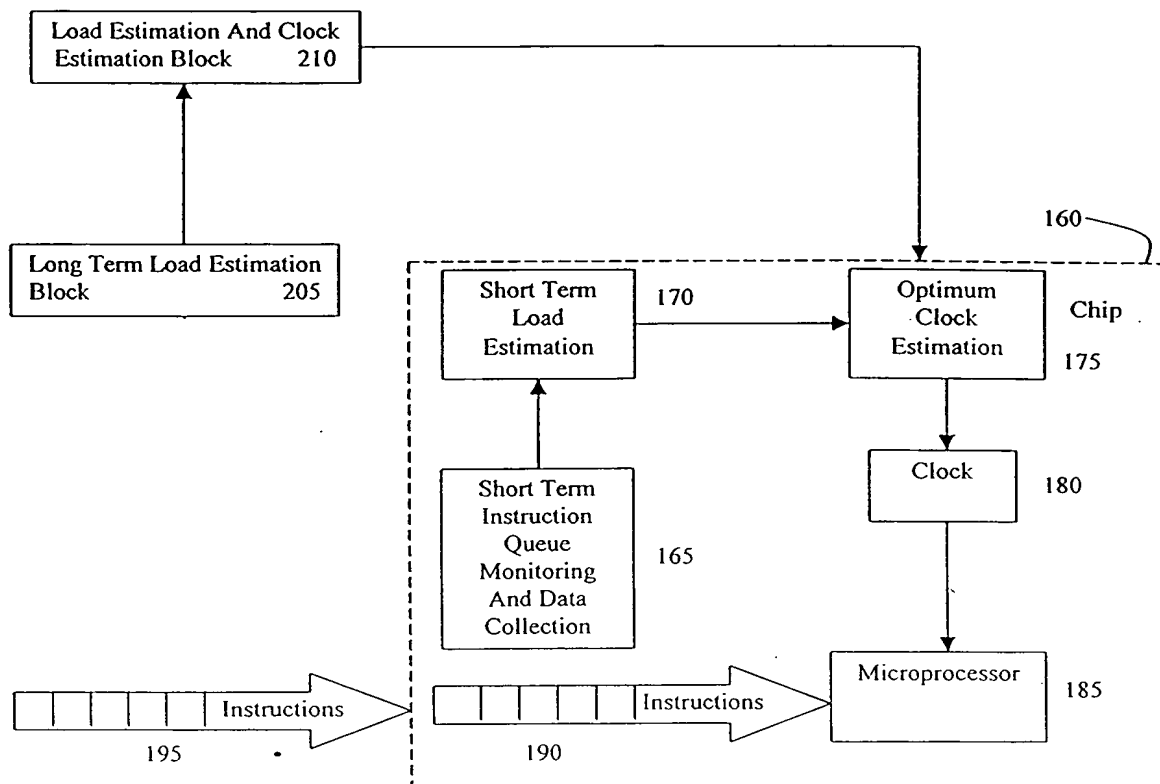 Load Estimation And Clock
Estimation Block 210
160
Long Term Load Estimation
Block 205
Short Term
Load
Estimation
170
Optimum
Clock
Estimation
Chip
175
Clock
180
Short Term
Instruction
Queue
Monitoring
And Data
Collection
165
Microprocessor
185
Instructions
195
Instructions
190